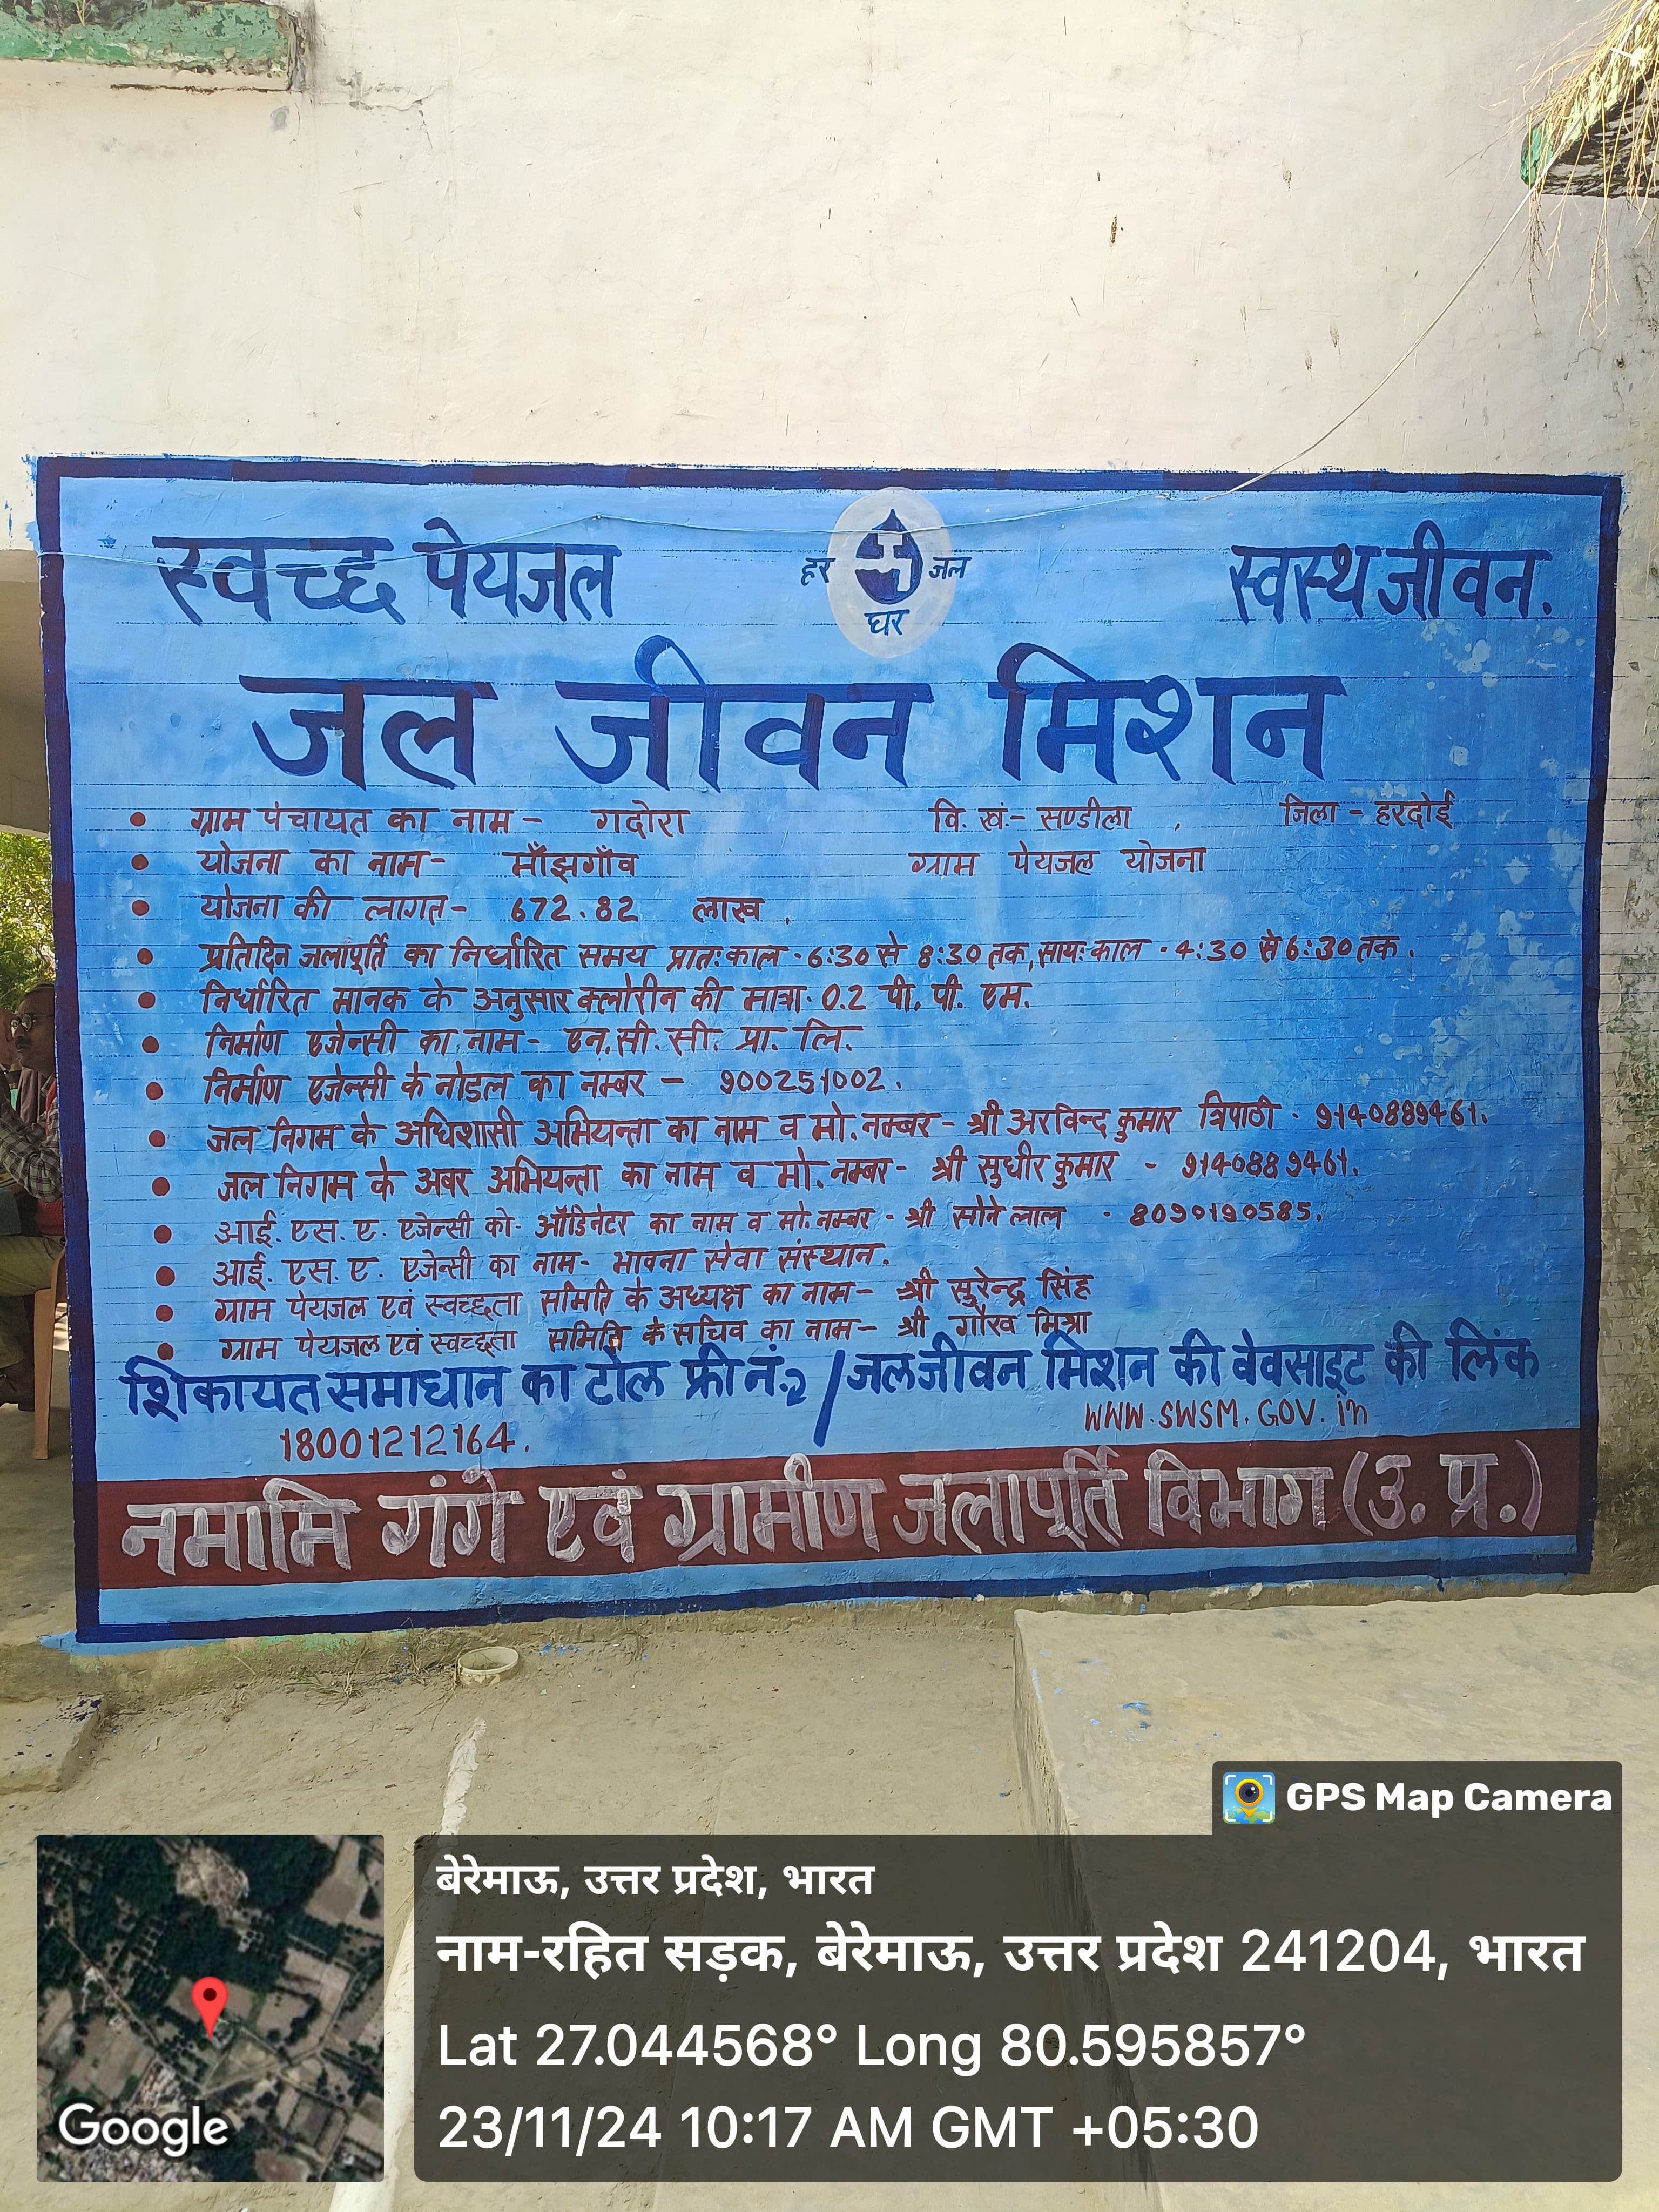 स्वच्छ पेयजल
हर जल
घर
स्वस्थ जीवन.
जल जीवन मिशन
• ग्राम पंचायत का नाम - गदोरा वि. खं:- सण्डीला , जिला - हरदोई
• योजना का नाम- माँझगाँव ग्राम पेयजल योजना
• योजना की लागत- 672.82 लाख .
• प्रतिदिन जलापूर्ति का निर्धारित समय प्रातःकाल - 6:30 से 8:30 तक, सायःकाल - 4:30 से 6:30 तक .
• निर्धारित मानक के अनुसार क्लोरीन की मात्रा- 0.2 पी. पी. एम.
• निर्माण एजेन्सी का नाम- एन.सी.सी. प्रा. लि.
• निर्माण एजेन्सी के नोडल का नम्बर - 900251002.
• जल निगम के अधिशासी अभियन्ता का नाम व मो. नम्बर- श्री अरविन्द कुमार त्रिपाठी - 9140889461.
• जल निगम के अबर अभियन्ता का नाम व मो. नम्बर- श्री सुधीर कुमार - 9140889461.
• आई. एस. ए. एजेन्सी को- ऑडिनेटर का नाम व मो. नम्बर - श्री सोने लाल - 8090190585.
• आई. एस. ए. एजेन्सी का नाम- भावना सेवा संस्थान.
• ग्राम पेयजल एवं स्वच्छता समिति के अध्यक्ष का नाम- श्री सुरेन्द्र सिंह
• ग्राम पेयजल एवं स्वच्छता समिति के सचिव का नाम- श्री गौरव मिश्रा
शिकायत समाधान का टोल फ्री नं.2 / जल जीवन मिशन की वेवसाइट की लिंक
18001212164. WWW.SWSM.GOV.in
नमामि गंगे एवं ग्रामीण जलापूर्ति विभाग (उ. प्र.)
GPS Map Camera
बेरेमाऊ, उत्तर प्रदेश, भारत
नाम-रहित सड़क, बेरेमाऊ, उत्तर प्रदेश 241204, भारत
Lat 27.044568° Long 80.595857°
23/11/24 10:17 AM GMT +05:30
Google